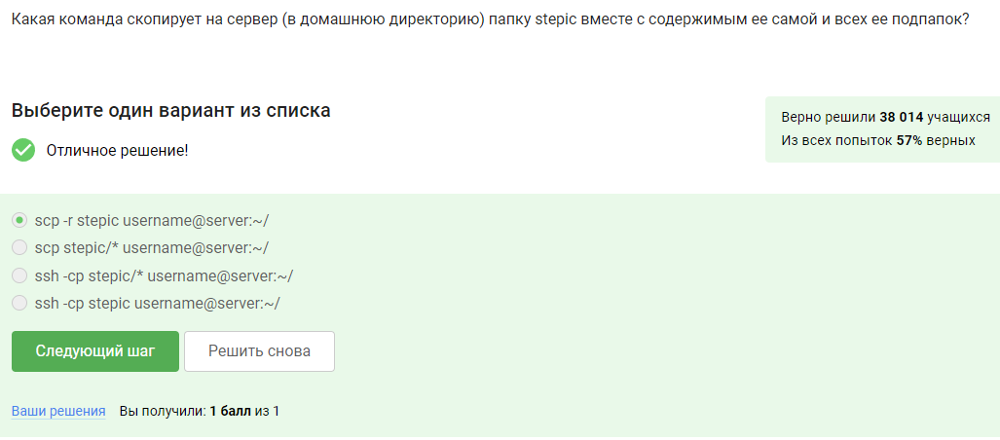 Какая команда скопирует на сервер (в домашнюю директорию) папку stepic вместе с содержимым ее самой и всех ее подпапок?
Выберите один вариант из списка
Отличное решение!
Верно решили 38 014 учащихся
Из всех попыток 57% верных
scp -r stepic username@server:~/
scp stepic/* username@server:~/
ssh -cp stepic/* username@server:~/
ssh -cp stepic username@server:~/
Следующий шаг
Решить снова
Ваши решения Вы получили: 1 балл из 1